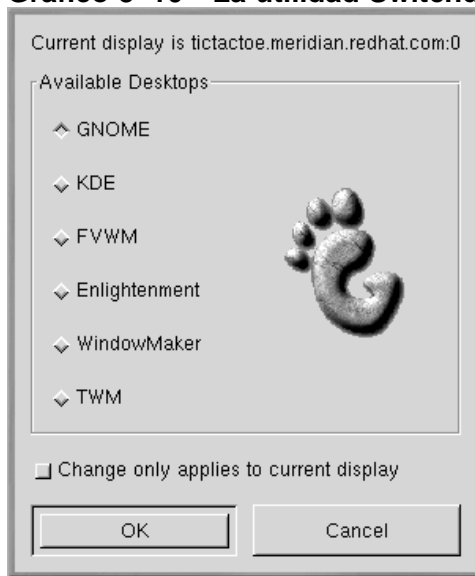 Current display is tictactoe.meridian.redhat.com:0
Available Desktops
GNOME
KDE
FVWM
Enlightenment
WindowMaker
TWM
Change only applies to current display
OK
Cancel